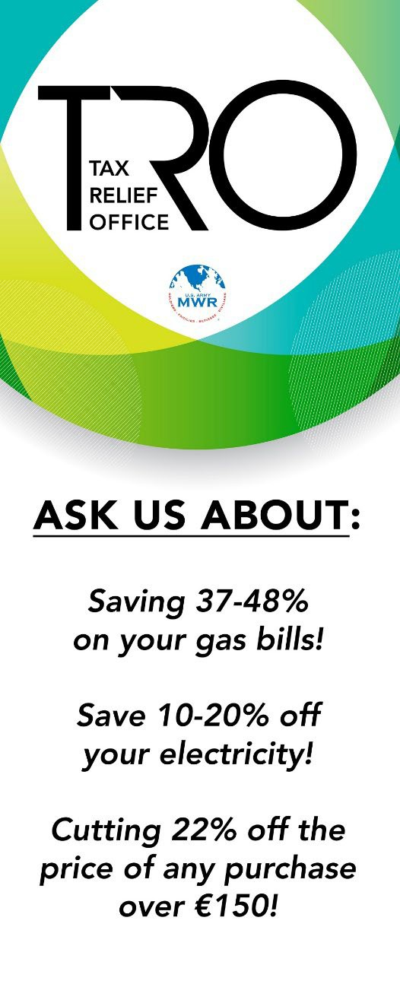 TRO
TAX
RELIEF
OFFICE
U.S. ARMY
MWR
SOLDIERS • FAMILIES • RETIREES • CIVILIANS
ASK US ABOUT:
Saving 37-48%
on your gas bills!
Save 10-20% off
your electricity!
Cutting 22% off the
price of any purchase
over €150!